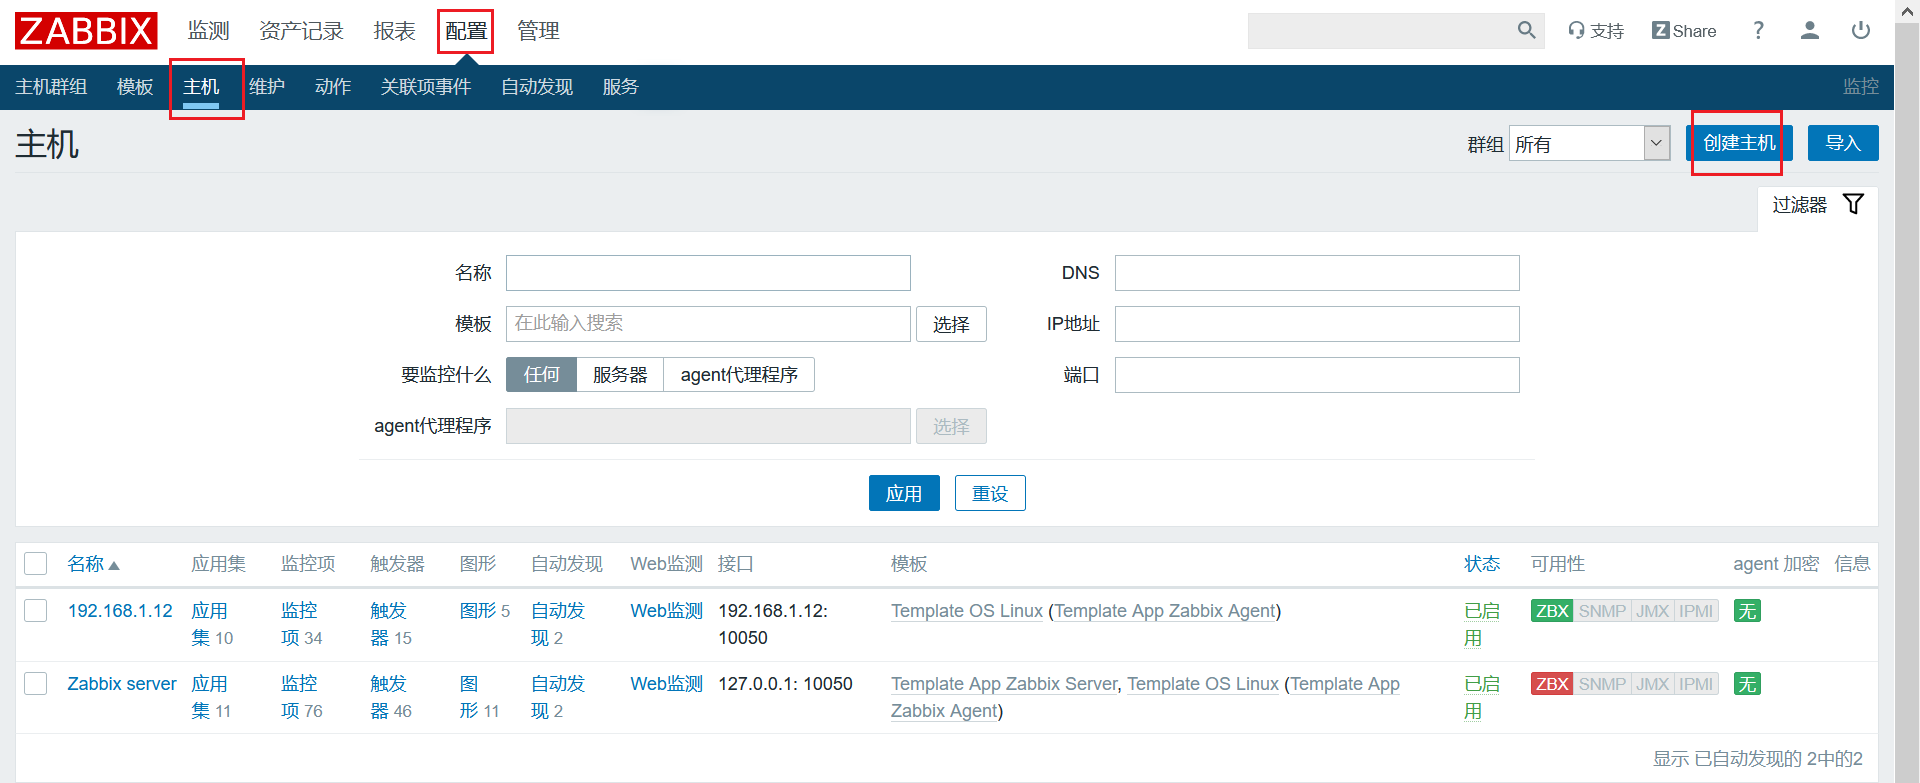 ZABBIX 监测 资产记录 报表 配置 管理 支持 Z Share ?
主机群组 模板 主机 维护 动作 关联项事件 自动发现 服务 监控
主机 群组 所有 创建主机 导入
过滤器
名称 DNS
模板 在此输入搜索 选择 IP地址
要监控什么 任何 服务器 agent代理程序 端口
agent代理程序 选择
应用 重设
名称 应用集 监控项 触发器 图形 自动发现 Web监测 接口 模板 状态 可用性 agent 加密 信息
192.168.1.12 应用 监控 触发 图形 5 自动发 Web监测 192.168.1.12: Template OS Linux (Template App Zabbix Agent) 已启 ZBX SNMP JMX IPMI 无
集 10 项 34 器 15 现 2 10050 用
Zabbix server 应用 监控 触发 图 自动发 Web监测 127.0.0.1: 10050 Template App Zabbix Server, Template OS Linux (Template App 已启 ZBX SNMP JMX IPMI 无
集 11 项 76 器 46 形 11 现 2 Zabbix Agent) 用
显示 已自动发现的 2中的2